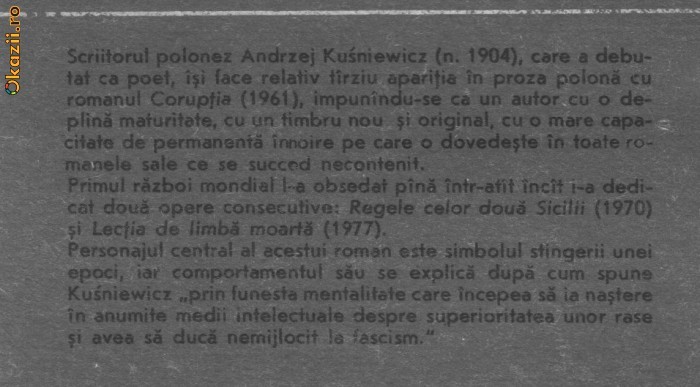 Okazii.ro
Scriitorul polonez Andrzej Kuśniewicz (n. 1904), care a debu-
tat ca poet, își face relativ tîrziu apariția în proza polonă cu
romanul Corupția (1961), impunîndu-se ca un autor cu o de-
plină maturitate, cu un timbru nou și original, cu o mare capa-
citate de permanentă înnoire pe care o dovedește în toate ro-
manele sale ce se succed necontenit.
Primul război mondial l-a obsedat pînă într-atît încît i-a dedi-
cat două opere consecutive: Regele celor două Sicilii (1970)
și Lecția de limbă moartă (1977).
Personajul central al acestui roman este simbolul stingerii unei
epoci, iar comportamentul său se explică după cum spune
Kuśniewicz „prin funesta mentalitate care începea să ia naștere
în anumite medii intelectuale despre superioritatea unor rase
și avea să ducă nemijlocit la fascism."